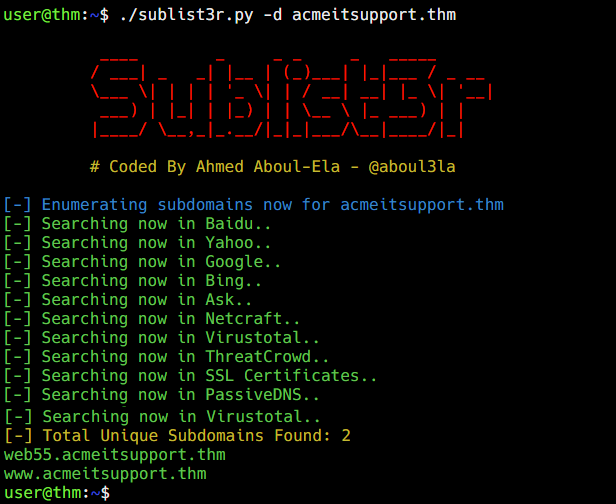 user@thm:~$ ./sublist3r.py -d acmeitsupport.thm
Sublist3r
# Coded By Ahmed Aboul-Ela - @aboul3la
[-] Enumerating subdomains now for acmeitsupport.thm
[-] Searching now in Baidu..
[-] Searching now in Yahoo..
[-] Searching now in Google..
[-] Searching now in Bing..
[-] Searching now in Ask..
[-] Searching now in Netcraft..
[-] Searching now in Virustotal..
[-] Searching now in ThreatCrowd..
[-] Searching now in SSL Certificates..
[-] Searching now in PassiveDNS..
[-] Searching now in Virustotal..
[-] Total Unique Subdomains Found: 2
web55.acmeitsupport.thm
www.acmeitsupport.thm
user@thm:~$